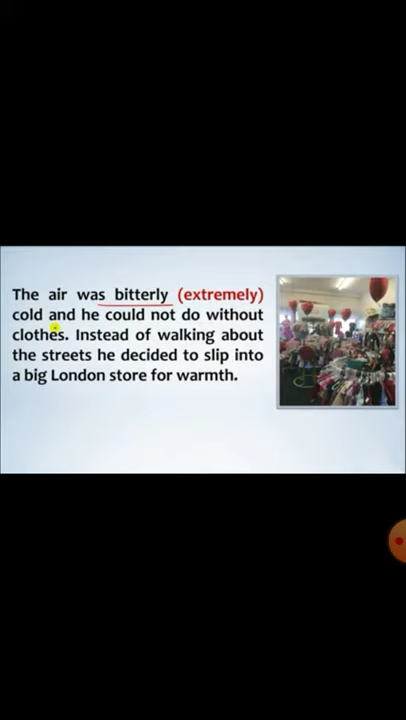 The air was bitterly (extremely)
cold and he could not do without
clothes. Instead of walking about
the streets he decided to slip into
a big London store for warmth.